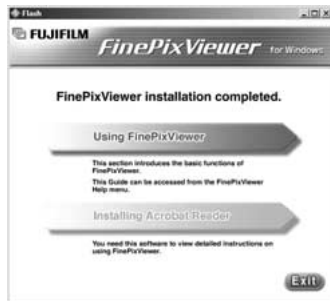 Flash
FUJIFILM
FinePixViewer for Windows
FinePixViewer installation completed.
Using FinePixViewer
This section introduces the basic functions of
FinePixViewer.
This Guide can be accessed from the FinePixViewer
Help menu.
Installing Acrobat Reader
You need this software to view detailed instructions on
using FinePixViewer.
Exit